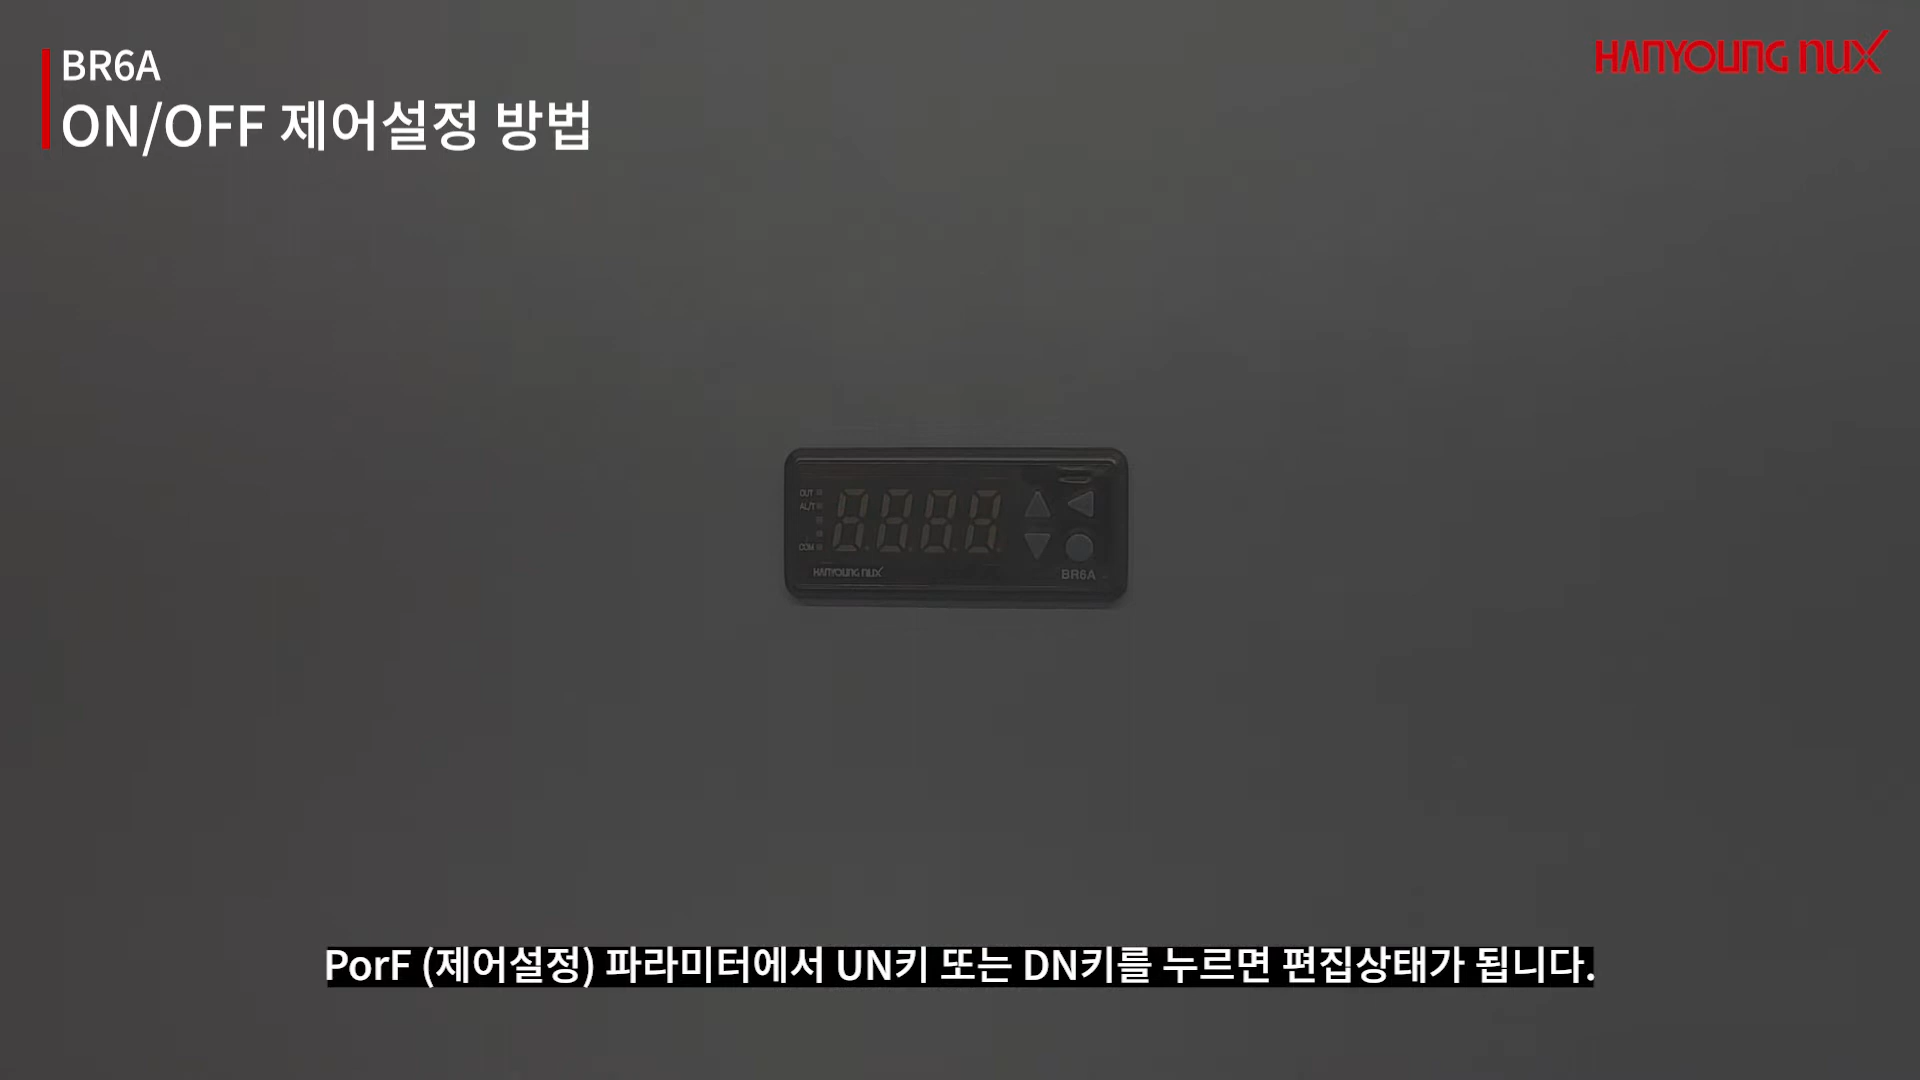 BR6A
ON/OFF 제어설정 방법
HANYOUNG NUX
OUT
AL/T
COM
HANYOUNG NUX
BR6A
PorF (제어설정) 파라미터에서 UN키 또는 DN키를 누르면 편집상태가 됩니다.